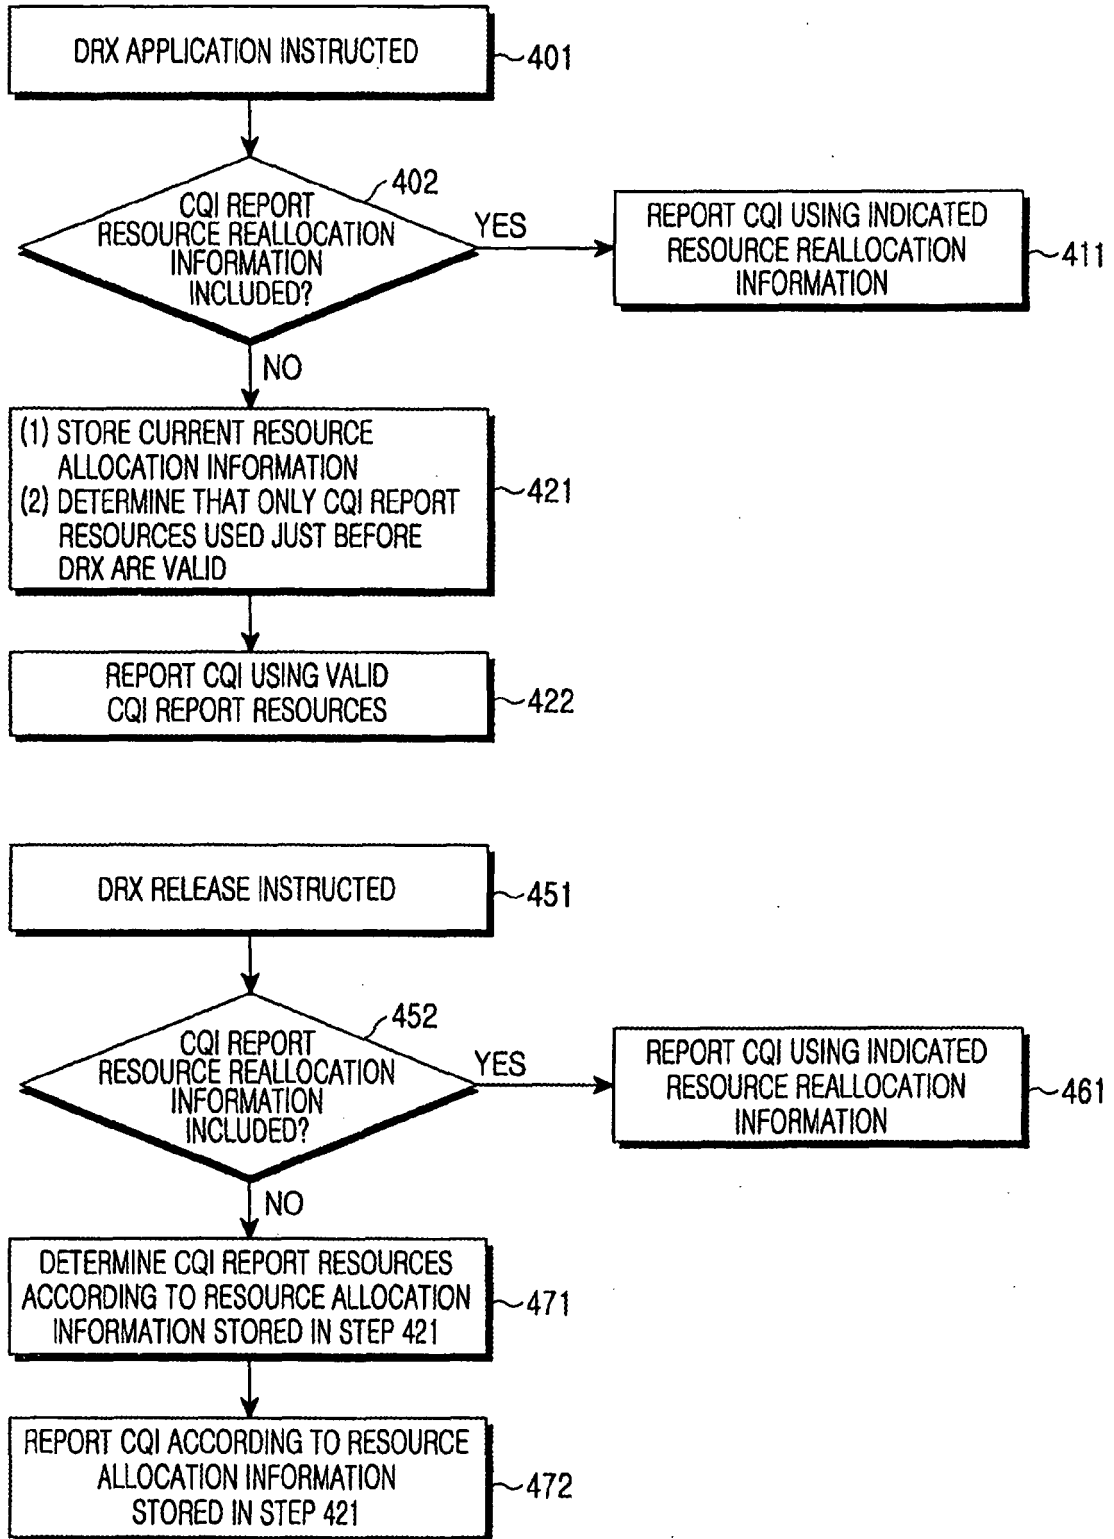 DRX APPLICATION INSTRUCTED
401
CQI REPORT
RESOURCE REALLOCATION
INFORMATION
INCLUDED?
402
YES
REPORT CQI USING INDICATED
RESOURCE REALLOCATION
INFORMATION
411
NO
(1) STORE CURRENT RESOURCE
ALLOCATION INFORMATION
(2) DETERMINE THAT ONLY CQI REPORT
RESOURCES USED JUST BEFORE
DRX ARE VALID
421
REPORT CQI USING VALID
CQI REPORT RESOURCES
422
DRX RELEASE INSTRUCTED
451
CQI REPORT
RESOURCE REALLOCATION
INFORMATION
INCLUDED?
452
YES
REPORT CQI USING INDICATED
RESOURCE REALLOCATION
INFORMATION
461
NO
DETERMINE CQI REPORT RESOURCES
ACCORDING TO RESOURCE ALLOCATION
INFORMATION STORED IN STEP 421
471
REPORT CQI ACCORDING TO RESOURCE
ALLOCATION INFORMATION
STORED IN STEP 421
472